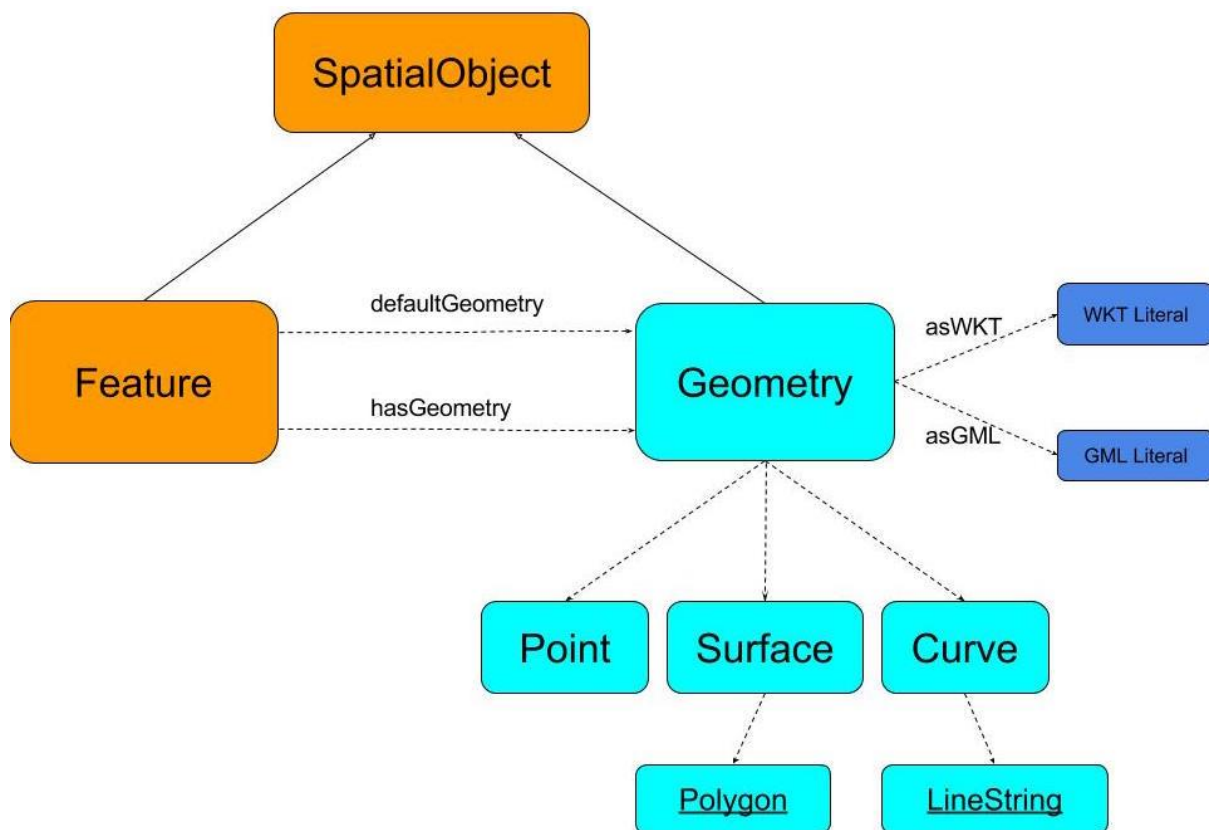 SpatialObject
defaultGeometry
Feature
hasGeometry
Geometry
asWKT
WKT Literal
asGML
GML Literal
Point
Surface
Curve
Polygon
LineString